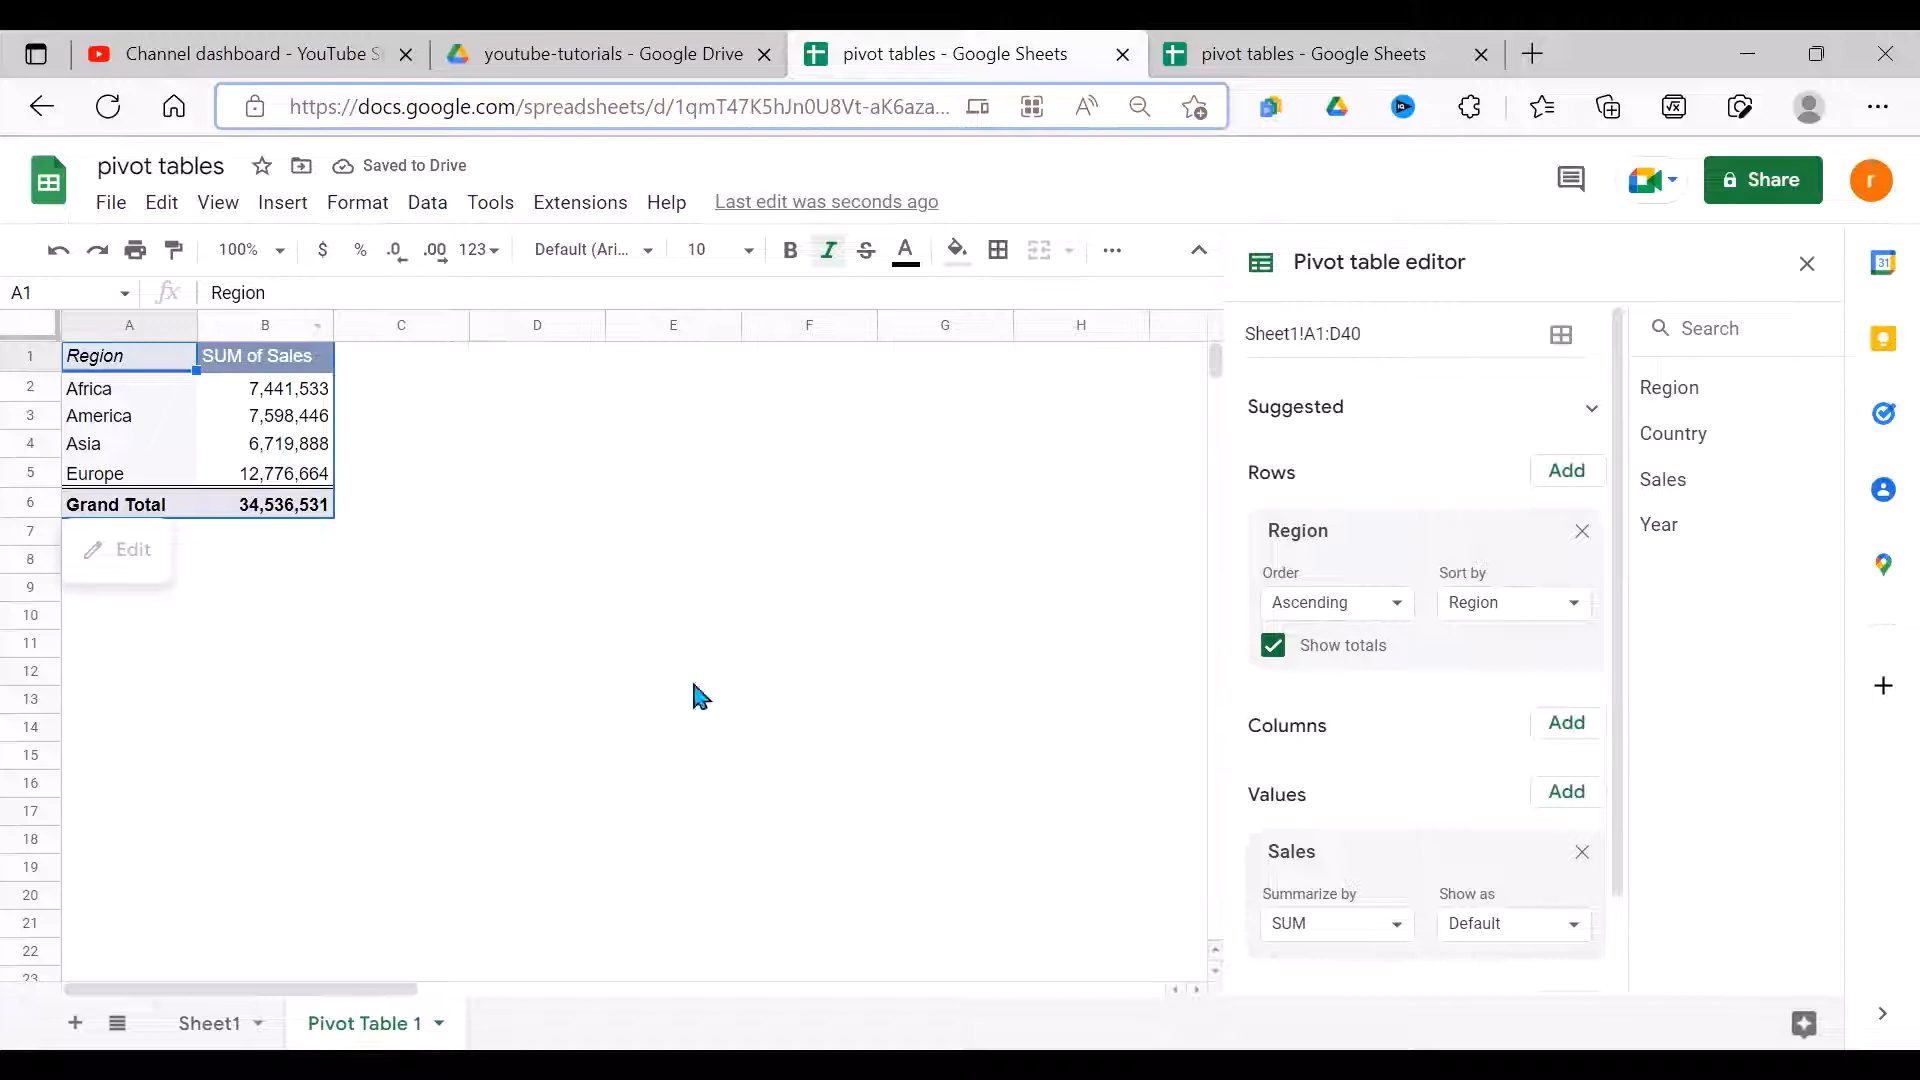 Channel dashboard - YouTube S
youtube-tutorials - Google Drive
pivot tables - Google Sheets
pivot tables - Google Sheets
https://docs.google.com/spreadsheets/d/1qmT47K5hJn0U8Vt-aK6aza...
pivot tables
Saved to Drive
File Edit View Insert Format Data Tools Extensions Help Last edit was seconds ago
Share
r
100% $ % .0 .00 123 Default (Ari... 10 B I S A
A1 fx Region
A B C D E F G H
1 Region SUM of Sales
2 Africa 7,441,533
3 America 7,598,446
4 Asia 6,719,888
5 Europe 12,776,664
6 Grand Total 34,536,531
7
8
9
10
11
12
13
14
15
16
17
18
19
20
21
22
23
Edit
Pivot table editor
Sheet1!A1:D40
Suggested
Rows Add
Region
Order Sort by
Ascending Region
Show totals
Columns Add
Values Add
Sales
Summarize by Show as
SUM Default
Search
Region
Country
Sales
Year
31
Sheet1
Pivot Table 1